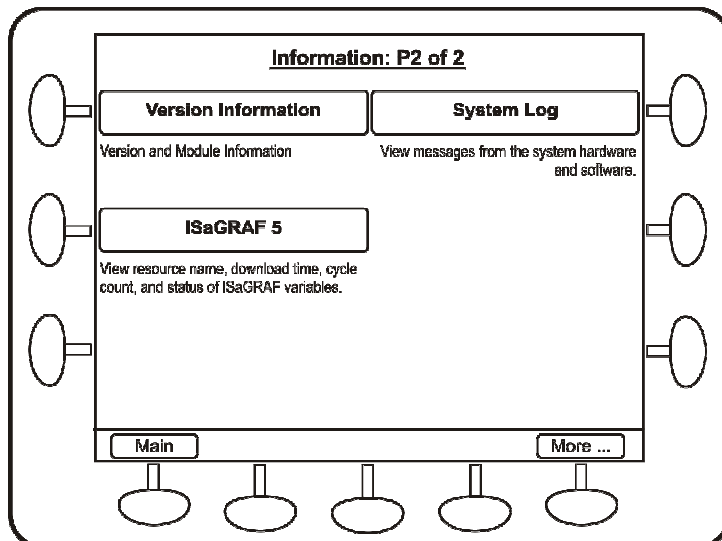 Information: P2 of 2
Version Information
System Log
Version and Module Information
View messages from the system hardware
and software.
ISaGRAF 5
View resource name, download time, cycle
count, and status of ISaGRAF variables.
Main
More ...